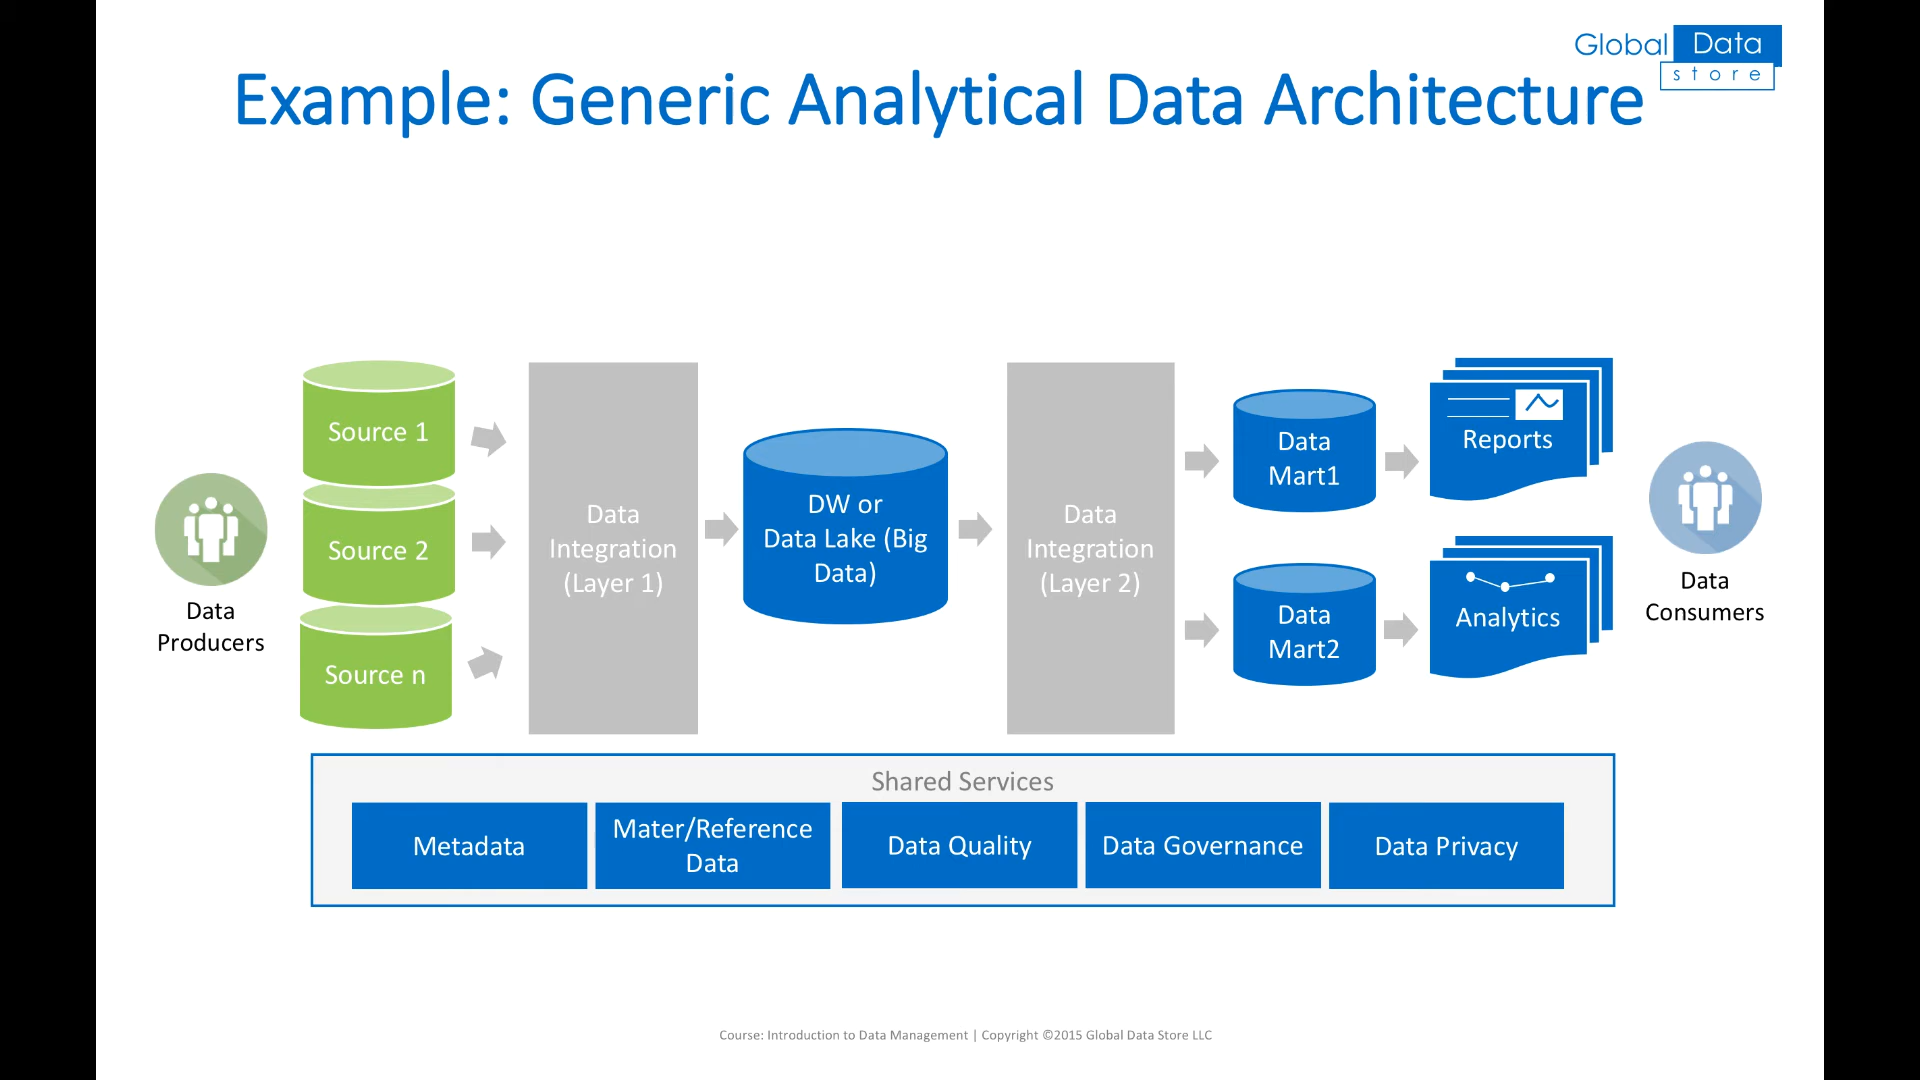 Global Data
store
Example: Generic Analytical Data Architecture
Data
Producers
Source 1
Source 2
Source n
Data
Integration
(Layer 1)
DW or
Data Lake (Big
Data)
Data
Integration
(Layer 2)
Data
Mart1
Data
Mart2
Reports
Analytics
Data
Consumers
Shared Services
Metadata
Mater/Reference
Data
Data Quality
Data Governance
Data Privacy
Course: Introduction to Data Management | Copyright ©2015 Global Data Store LLC